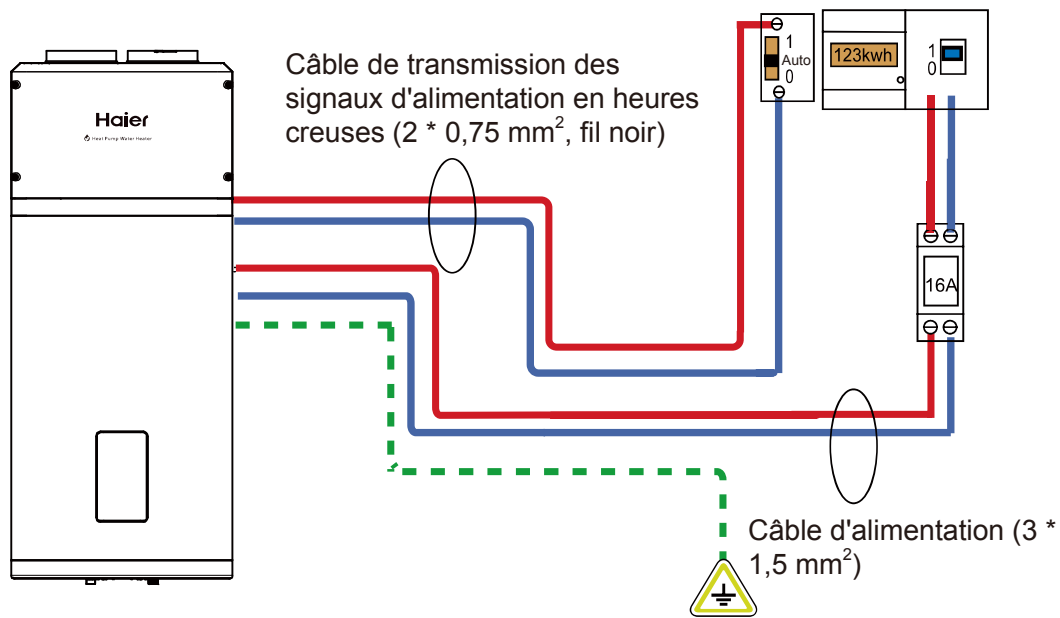 Haier
Heat Pump Water Heater
Câble de transmission des
signaux d'alimentation en heures
creuses (2 * 0,75 mm², fil noir)
1
Auto
0
123kwh
1
0
16A
Câble d'alimentation (3 *
1,5 mm²)